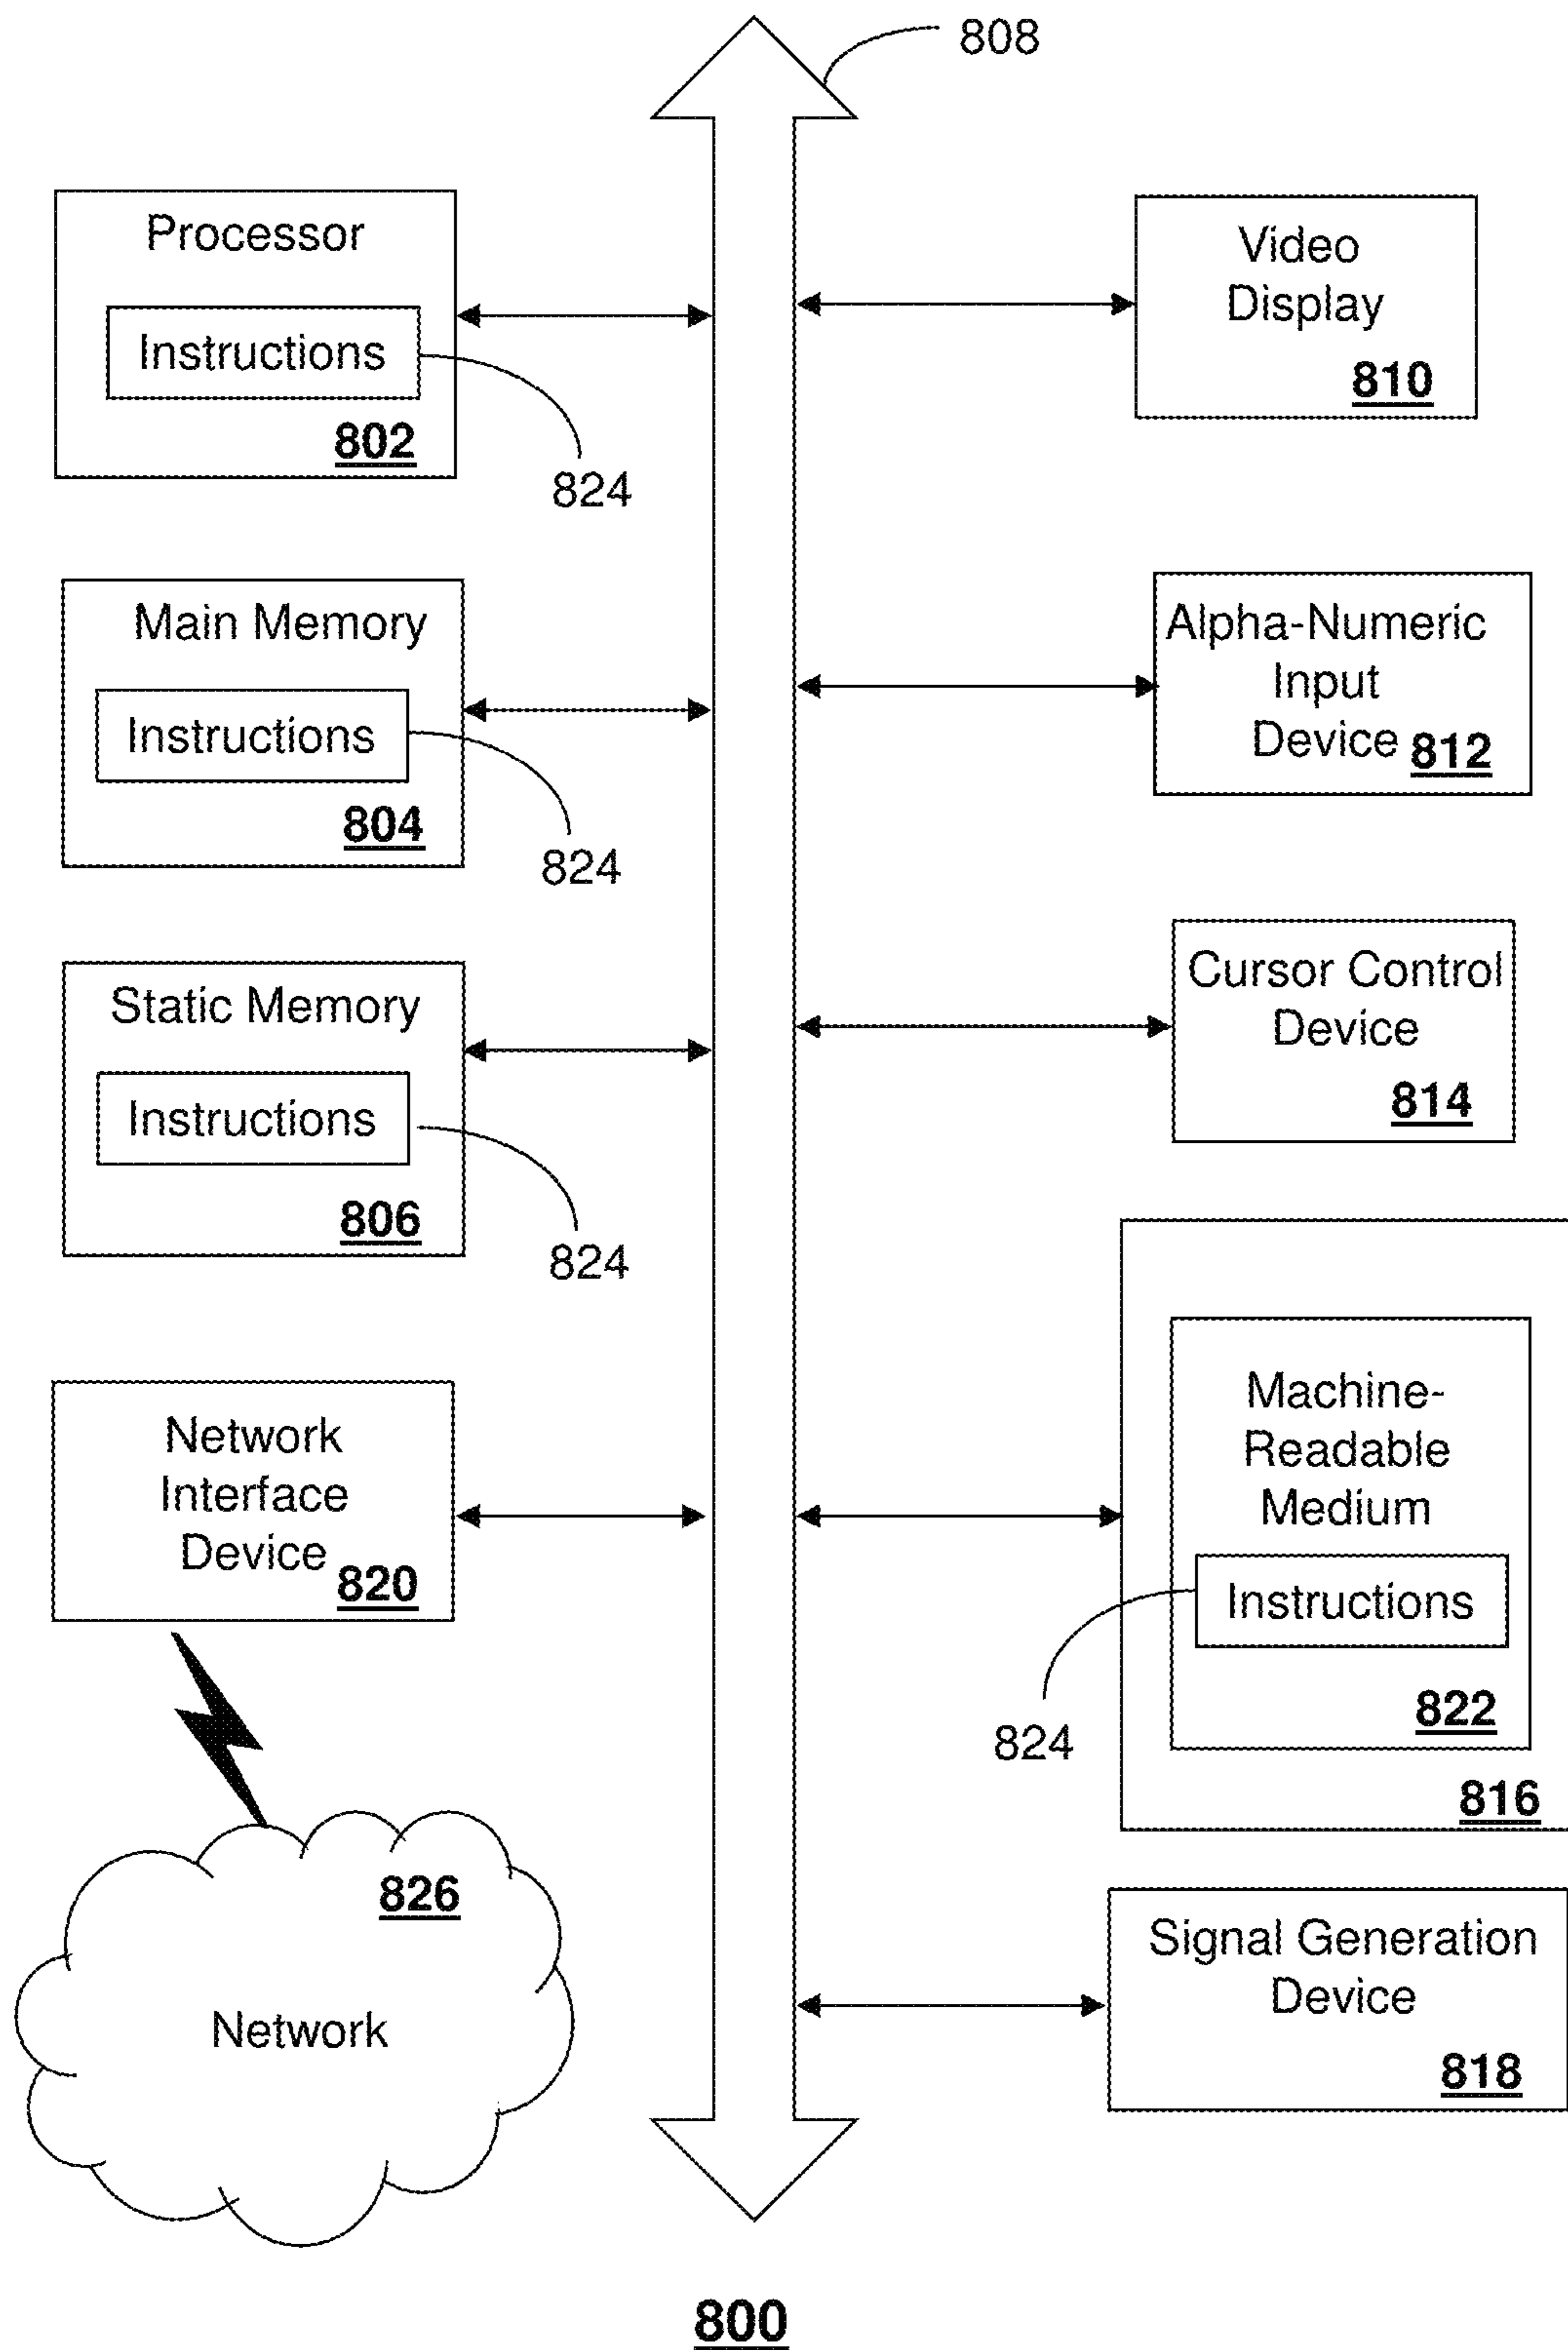 808
Processor
Instructions
802
824
Video
Display
810
Main Memory
Instructions
804
824
Alpha-Numeric
Input
Device 812
Static Memory
Instructions
806
824
Cursor Control
Device
814
Network
Interface
Device 820
Machine-
Readable
Medium
Instructions
822
824
816
826
Network
Signal Generation
Device
818
800